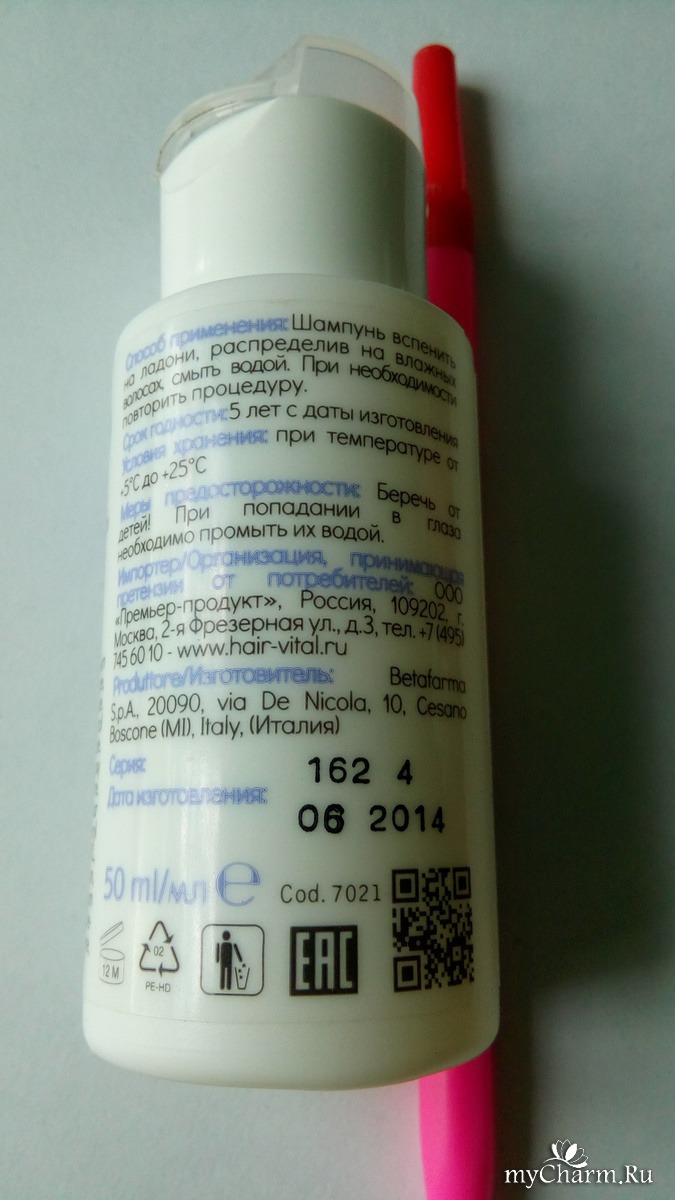 Способ применения: Шампунь вспенить
на ладони, распределив на влажных
волосах, смыть водой. При необходимости
повторить процедуру.
Срок годности: 5 лет с даты изготовления
Условия хранения: при температуре от
+5°C до +25°C
Меры предосторожности: Беречь от
детей! При попадании в глаза
необходимо промыть их водой.
Импортер/Организация, принимающая
претензии от потребителей: ООО
«Премьер-продукт», Россия, 109202, г.
Москва, 2-я Фрезерная ул., д.3, тел. +7 (495)
745 60 10 - www.hair-vital.ru
Produttore/Изготовитель: Betafarma
S.p.A., 20090, via De Nicola, 10, Cesano
Boscone (MI), Italy, (Италия)
Серия: 162 4
Дата изготовления: 06 2014
50 ml/мл e Cod. 7021
12 M
02
PE-HD
EAC
myCharm.Ru